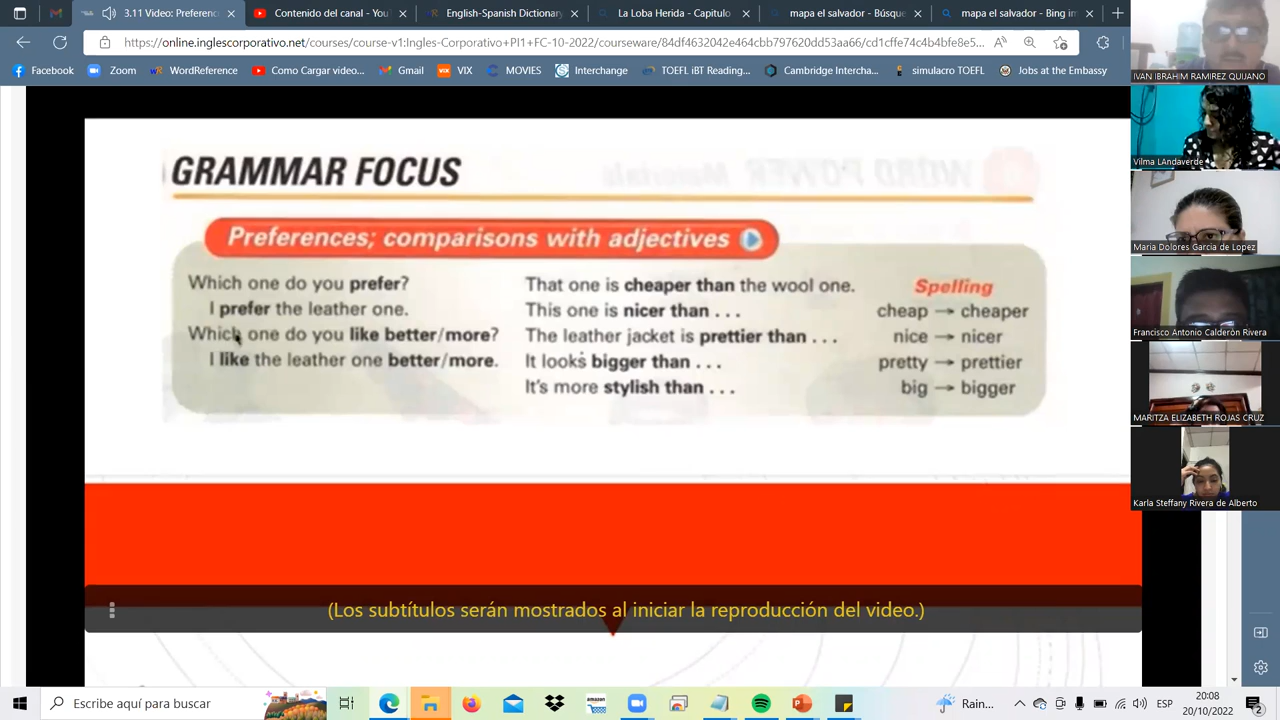 3.11 Video: Preferenc
Contenido del canal - You
English-Spanish Dictionary
La Loba Herida - Capitulo
mapa el salvador - Búsque
mapa el salvador - Bing im
https://online.inglescorporativo.net/courses/course-v1:Ingles-Corporativo+PI1+FC-10-2022/courseware/84df4632042e464cbb797620dd53aa66/cd1cffe74c4b4bfe8e5...
Facebook
Zoom
WordReference
Como Cargar video...
Gmail
VIX
MOVIES
Interchange
TOEFL iBT Reading...
Cambridge Intercha...
simulacro TOEFL
Jobs at the Embassy
IVAN IBRAHIM RAMIREZ QUIJANO
Vilma LAndaverde
Maria Dolores Garcia de Lopez
Francisco Antonio Calderón Rivera
MARITZA ELIZABETH ROJAS CRUZ
Karla Steffany Rivera de Alberto
GRAMMAR FOCUS
Preferences; comparisons with adjectives
Which one do you prefer?
I prefer the leather one.
Which one do you like better/more?
I like the leather one better/more.
That one is cheaper than the wool one.
This one is nicer than . . .
The leather jacket is prettier than . . .
It looks bigger than . . .
It's more stylish than . . .
Spelling
cheap → cheaper
nice → nicer
pretty → prettier
big → bigger
(Los subtítulos serán mostrados al iniciar la reproducción del video.)
Escribe aquí para buscar
Rain...
ESP
20:08
20/10/2022
2